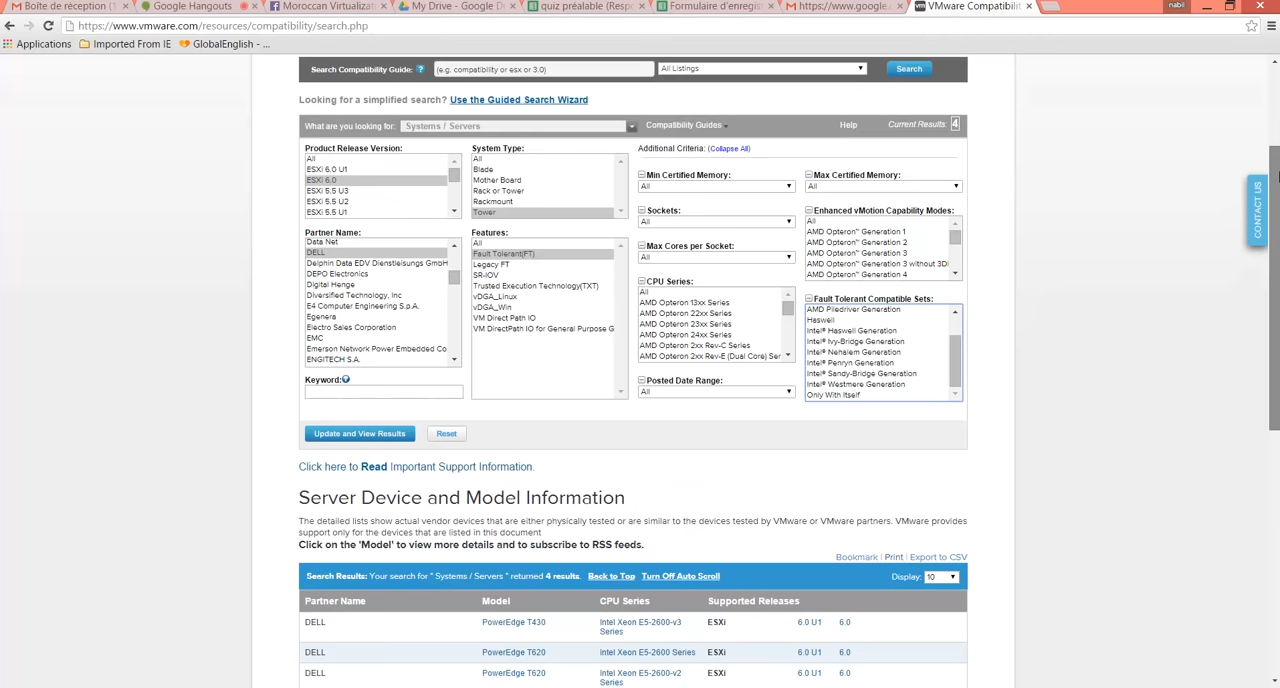 Boîte de réception (1
Google Hangouts
Moroccan Virtualizat
My Drive - Google D
quiz préalable (Respo
Formulaire d'enregist
https://www.google.
VMware Compatibili
nabil
https://www.vmware.com/resources/compatibility/search.php
Applications Imported From IE GlobalEnglish - ...
Search Compatibility Guide: ? (e.g. compatibility or esx or 3.0) All Listings Search
Looking for a simplified search? Use the Guided Search Wizard
What are you looking for: Systems / Servers Compatibility Guides Help Current Results: 4
Product Release Version:
All
ESXi 6.0 U1
ESXi 6.0
ESXi 5.5 U3
ESXi 5.5 U2
ESXi 5.5 U1
System Type:
All
Blade
Mother Board
Rack or Tower
Rackmount
Tower
Partner Name:
Data Net
DELL
Delphin Data EDV Dienstleisungs GmbH
DEPO Electronics
Digital Henge
Diversified Technology, Inc
E4 Computer Engineering S.p.A.
Egenera
Electro Sales Corporation
EMC
Emerson Network Power Embedded Co
ENGITECH S.A.
Features:
All
Fault Tolerant(FT)
Legacy FT
SR-IOV
Trusted Execution Technology(TXT)
vDGA_Linux
vDGA_Win
VM Direct Path IO
VM DirectPath IO for General Purpose G
Keyword:
Additional Criteria: (Collapse All)
Min Certified Memory:
All
Sockets:
All
Max Cores per Socket:
All
CPU Series:
All
AMD Opteron 13xx Series
AMD Opteron 22xx Series
AMD Opteron 23xx Series
AMD Opteron 24xx Series
AMD Opteron 2xx Rev-C Series
AMD Opteron 2xx Rev-E (Dual Core) Ser
Posted Date Range:
All
Max Certified Memory:
All
Enhanced vMotion Capability Modes:
All
AMD Opteron™ Generation 1
AMD Opteron™ Generation 2
AMD Opteron™ Generation 3
AMD Opteron™ Generation 3 without 3D
AMD Opteron™ Generation 4
Fault Tolerant Compatible Sets:
AMD Piledriver Generation
Haswell
Intel® Haswell Generation
Intel® Ivy-Bridge Generation
Intel® Nehalem Generation
Intel® Penryn Generation
Intel® Sandy-Bridge Generation
Intel® Westmere Generation
Only With Itself
CONTACT US
Update and View Results Reset
Click here to Read Important Support Information.
Server Device and Model Information
The detailed lists show actual vendor devices that are either physically tested or are similar to the devices tested by VMware or VMware partners. VMware provides
support only for the devices that are listed in this document
Click on the 'Model' to view more details and to subscribe to RSS feeds.
Bookmark | Print | Export to CSV
Search Results: Your search for " Systems / Servers " returned 4 results. Back to Top Turn Off Auto Scroll Display: 10
Partner Name Model CPU Series Supported Releases
DELL PowerEdge T430 Intel Xeon E5-2600-v3 ESXi 6.0 U1 6.0
Series
DELL PowerEdge T620 Intel Xeon E5-2600 Series ESXi 6.0 U1 6.0
DELL PowerEdge T620 Intel Xeon E5-2600-v2 ESXi 6.0 U1 6.0
Series